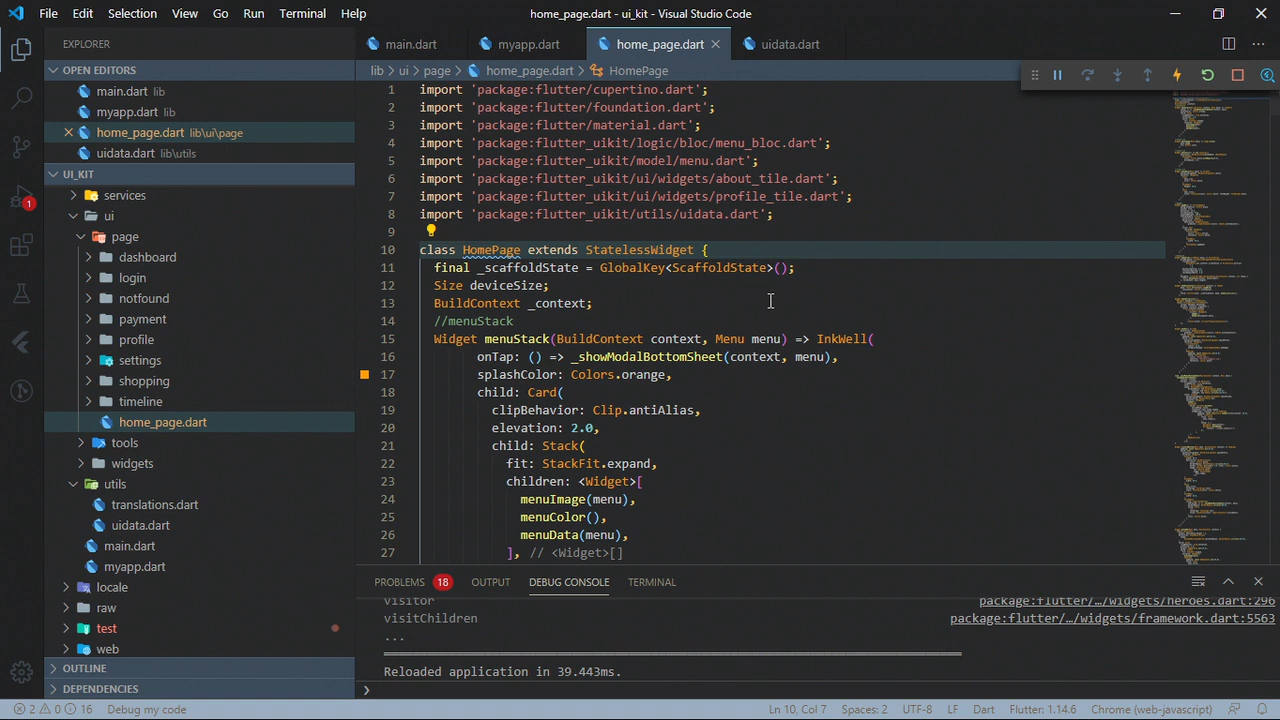 File Edit Selection View Go Run Terminal Help
home_page.dart - ui_kit - Visual Studio Code
EXPLORER
OPEN EDITORS
main.dart lib
myapp.dart lib
home_page.dart lib\ui\page
uidata.dart lib\utils
UI_KIT
services
ui
page
dashboard
login
notfound
payment
profile
settings
shopping
timeline
home_page.dart
tools
widgets
utils
translations.dart
uidata.dart
main.dart
myapp.dart
locale
raw
test
web
OUTLINE
DEPENDENCIES
1
main.dart myapp.dart home_page.dart uidata.dart
lib > ui > page > home_page.dart > HomePage
1 import 'package:flutter/cupertino.dart';
2 import 'package:flutter/foundation.dart';
3 import 'package:flutter/material.dart';
4 import 'package:flutter_uikit/logic/bloc/menu_bloc.dart';
5 import 'package:flutter_uikit/model/menu.dart';
6 import 'package:flutter_uikit/ui/widgets/about_tile.dart';
7 import 'package:flutter_uikit/ui/widgets/profile_tile.dart';
8 import 'package:flutter_uikit/utils/uidata.dart';
9
10 class HomePage extends StatelessWidget {
11 final _scaffoldState = GlobalKey<ScaffoldState>();
12 Size deviceSize;
13 BuildContext _context;
14 //menuStack
15 Widget menuStack(BuildContext context, Menu menu) => InkWell(
16 onTap: () => _showModalBottomSheet(context, menu),
17 splashColor: Colors.orange,
18 child: Card(
19 clipBehavior: Clip.antiAlias,
20 elevation: 2.0,
21 child: Stack(
22 fit: StackFit.expand,
23 children: <Widget>[
24 menuImage(menu),
25 menuColor(),
26 menuData(menu),
27 ], // <Widget>[]
PROBLEMS 18 OUTPUT DEBUG CONSOLE TERMINAL
visitor package:flutter/…/widgets/heroes.dart:296
visitChildren package:flutter/…/widgets/framework.dart:5563
...
Reloaded application in 39.443ms.
2 0 16 Debug my code Ln 10, Col 7 Spaces: 2 UTF-8 LF Dart Flutter: 1.14.6 Chrome (web-javascript)